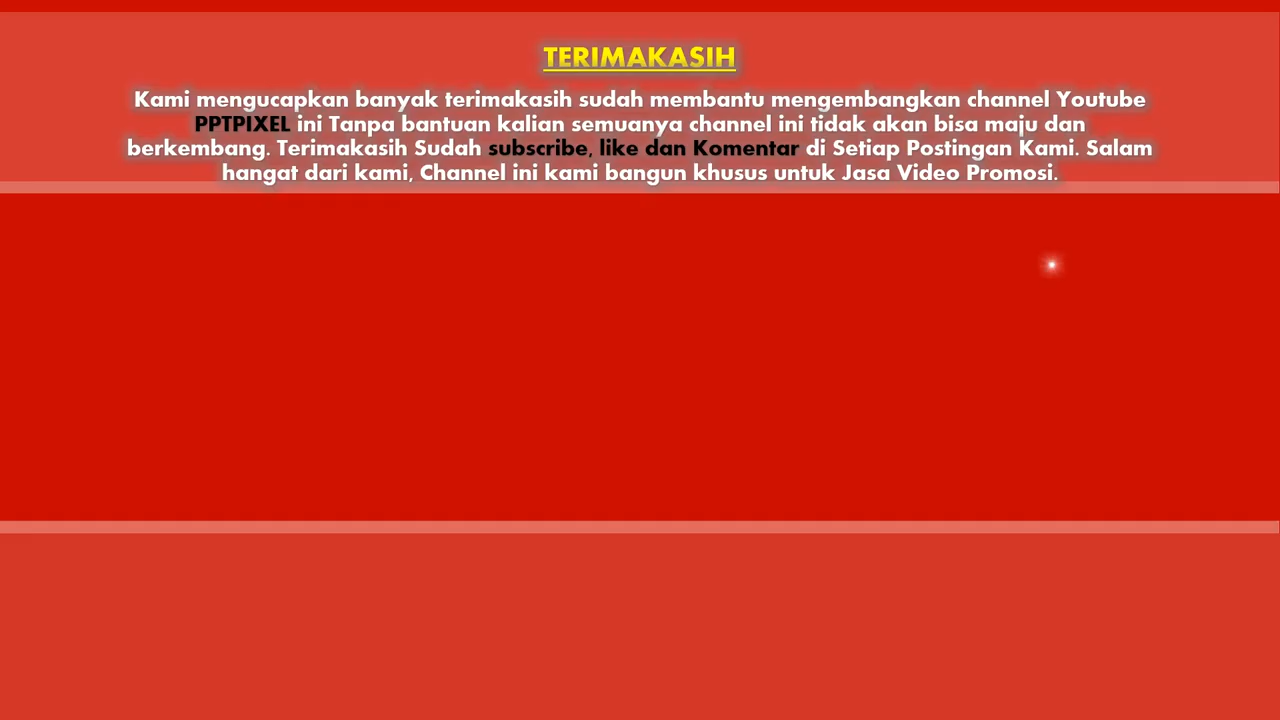 TERIMAKASIH
Kami mengucapkan banyak terimakasih sudah membantu mengembangkan channel Youtube
PPTPIXEL ini Tanpa bantuan kalian semuanya channel ini tidak akan bisa maju dan
berkembang. Terimakasih Sudah subscribe, like dan Komentar di Setiap Postingan Kami. Salam
hangat dari kami, Channel ini kami bangun khusus untuk Jasa Video Promosi.